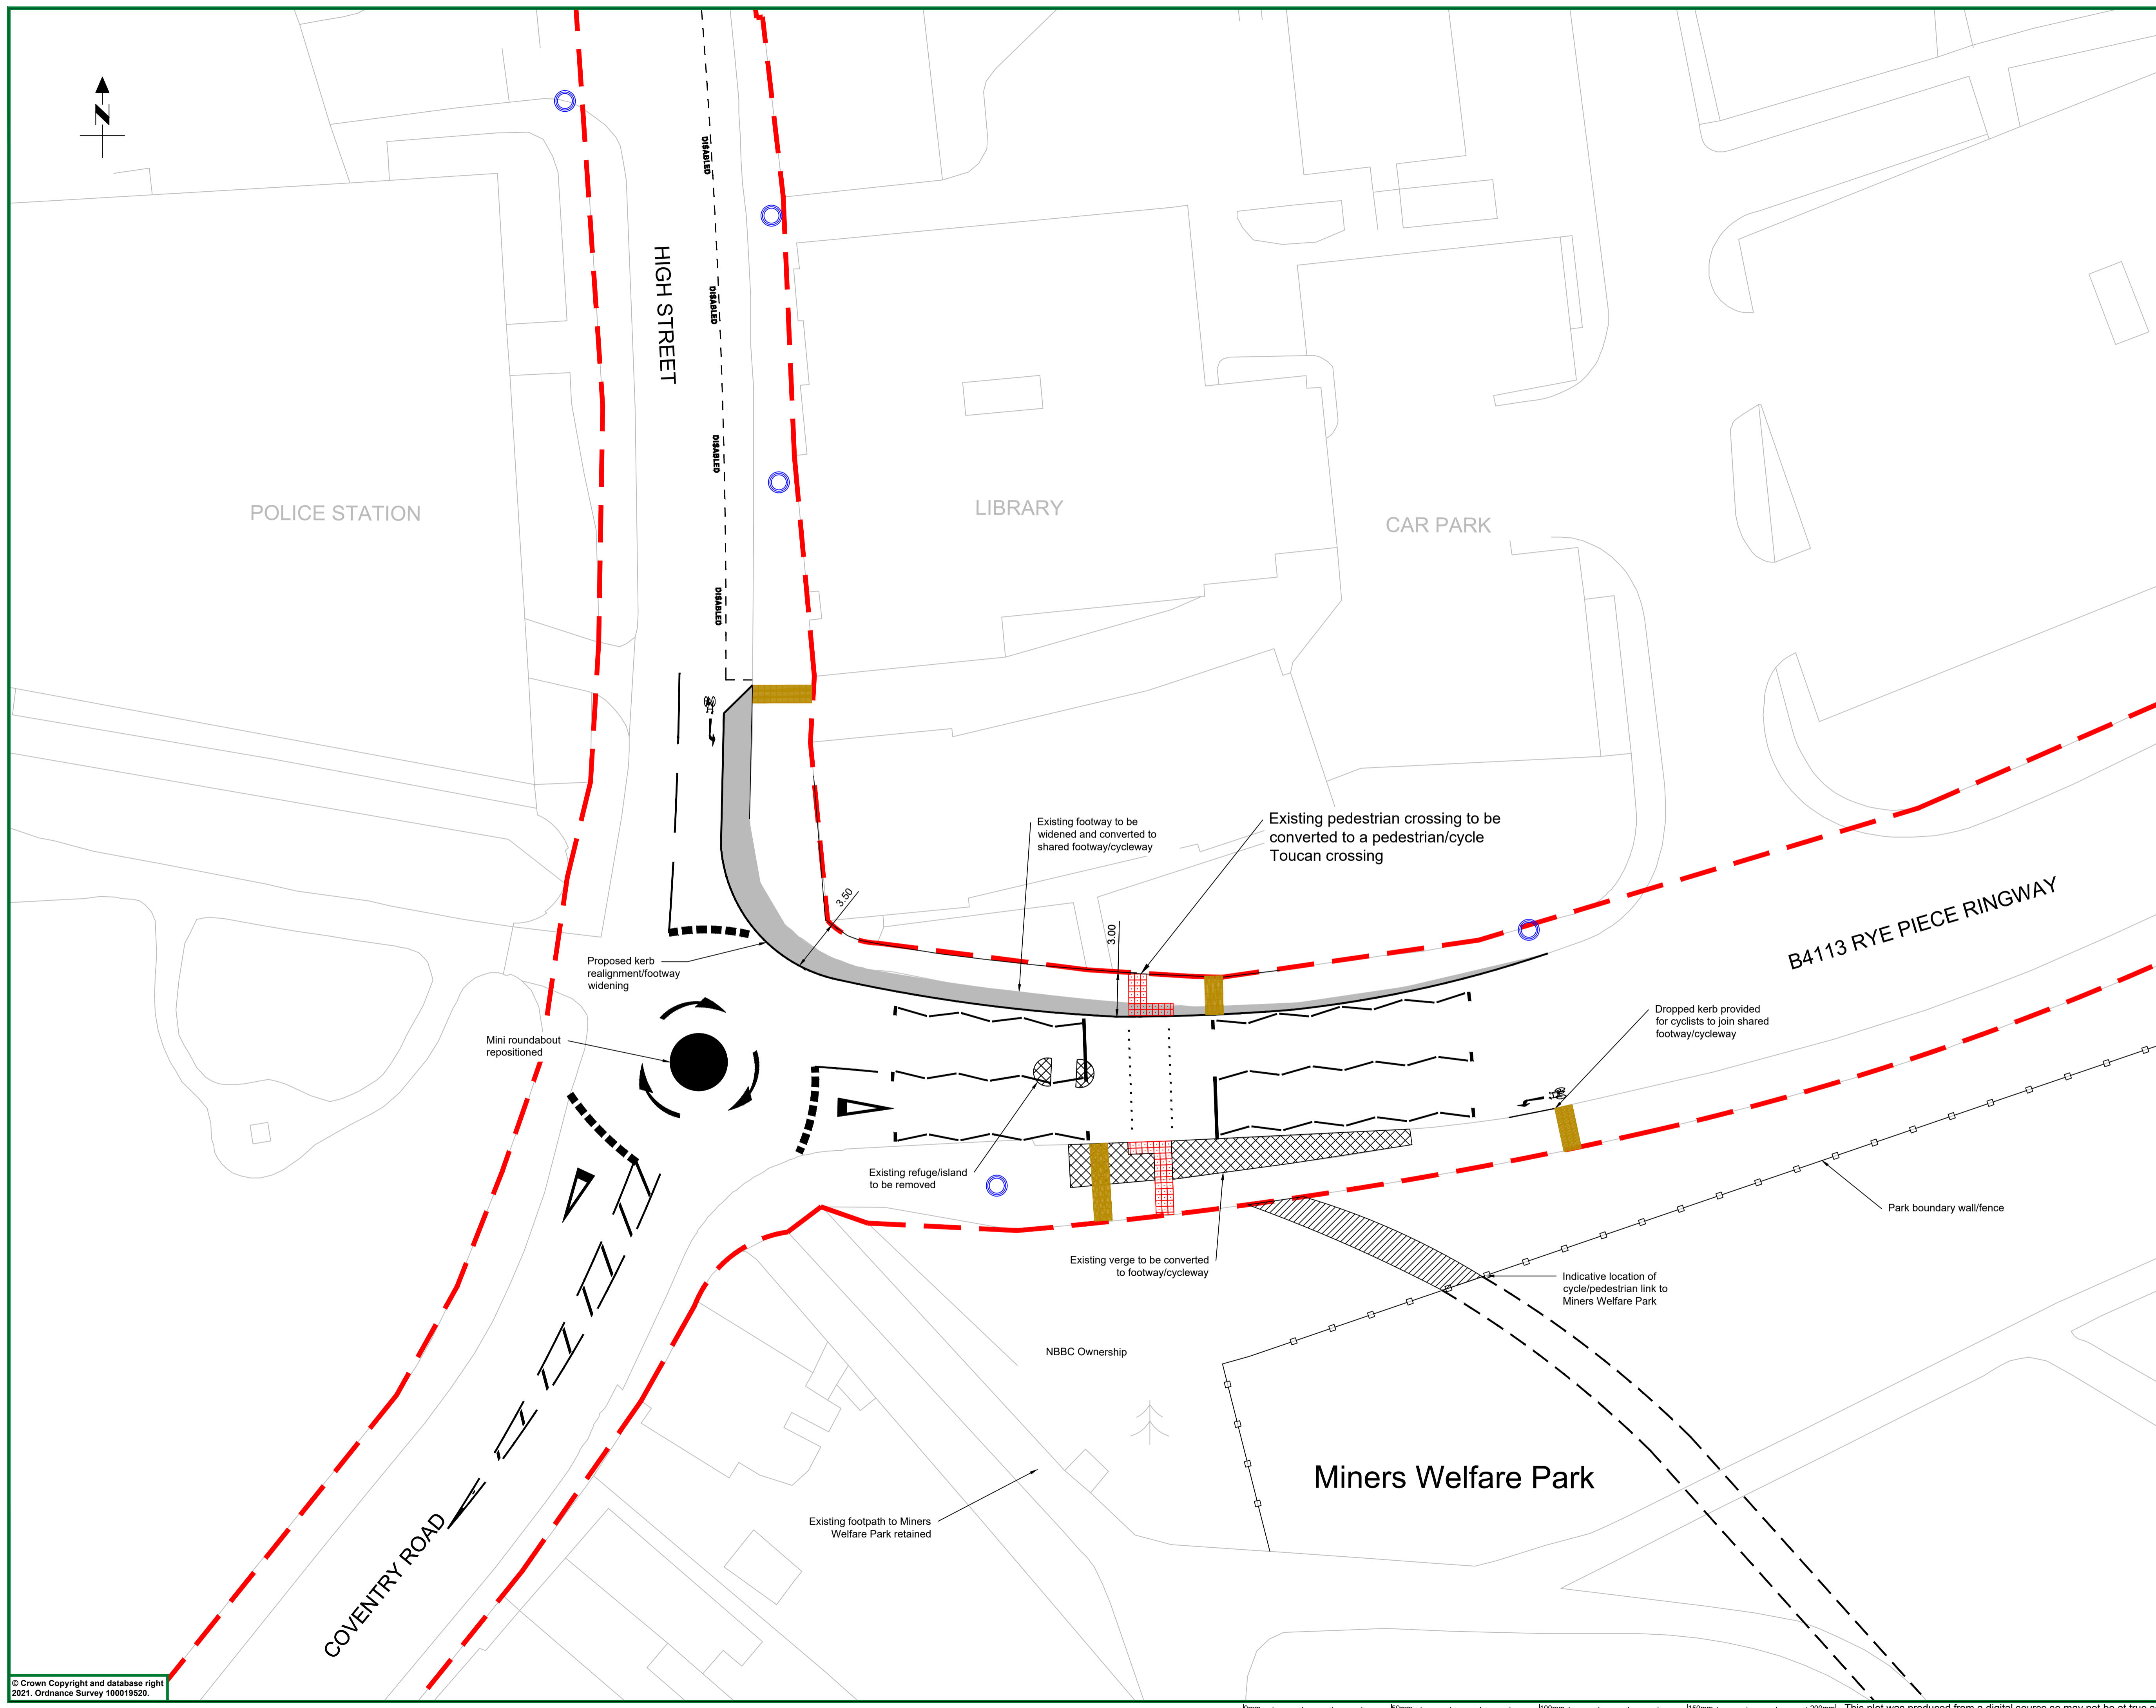 N
DISABLED
HIGH STREET
DISABLED
DISABLED
POLICE STATION
LIBRARY
CAR PARK
DISABLED
Existing footway to be
widened and converted to
shared footway/cycleway
Existing pedestrian crossing to be
converted to a pedestrian/cycle
Toucan crossing
3.50
3.00
B4113 RYE PIECE RINGWAY
Proposed kerb
realignment/footway
widening
Mini roundabout
repositioned
Dropped kerb provided
for cyclists to join shared
footway/cycleway
Existing refuge/island
to be removed
Park boundary wall/fence
Existing verge to be converted
to footway/cycleway
Indicative location of
cycle/pedestrian link to
Miners Welfare Park
NBBC Ownership
Miners Welfare Park
Existing footpath to Miners
Welfare Park retained
COVENTRY ROAD
© Crown Copyright and database right
2021. Ordnance Survey 100019520.